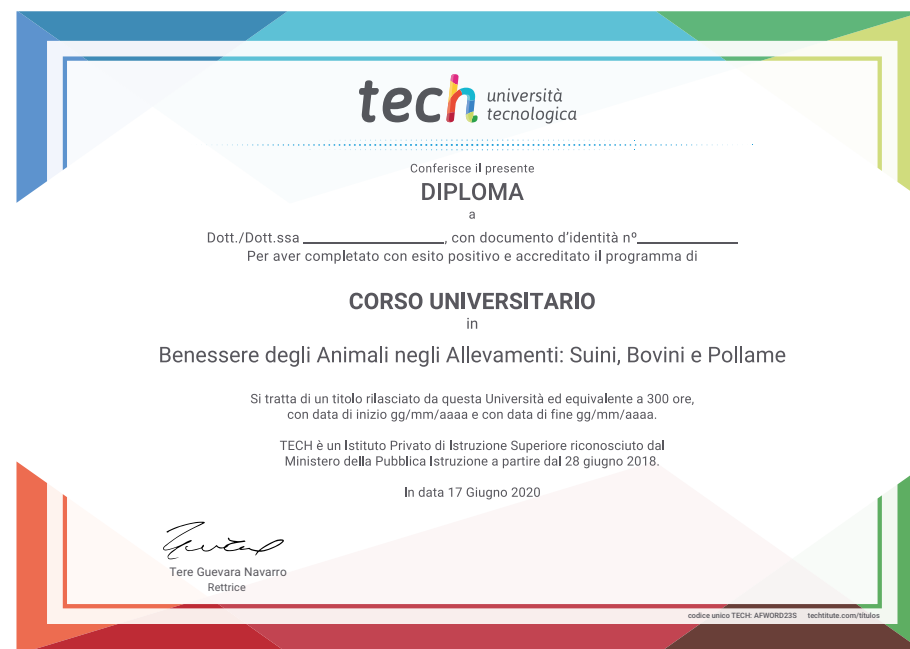 tech università
tecnologica
Conferisce il presente
DIPLOMA
a
Dott./Dott.ssa __________________, con documento d'identità nº_____________
Per aver completato con esito positivo e accreditato il programma di
CORSO UNIVERSITARIO
in
Benessere degli Animali negli Allevamenti: Suini, Bovini e Pollame
Si tratta di un titolo rilasciato da questa Università ed equivalente a 300 ore,
con data di inizio gg/mm/aaaa e con data di fine gg/mm/aaaa.
TECH è un Istituto Privato di Istruzione Superiore riconosciuto dal
Ministero della Pubblica Istruzione a partire dal 28 giugno 2018.
In data 17 Giugno 2020
Tere Guevara Navarro
Rettrice
codice unico TECH: AFWORD23S techtitute.com/titulos